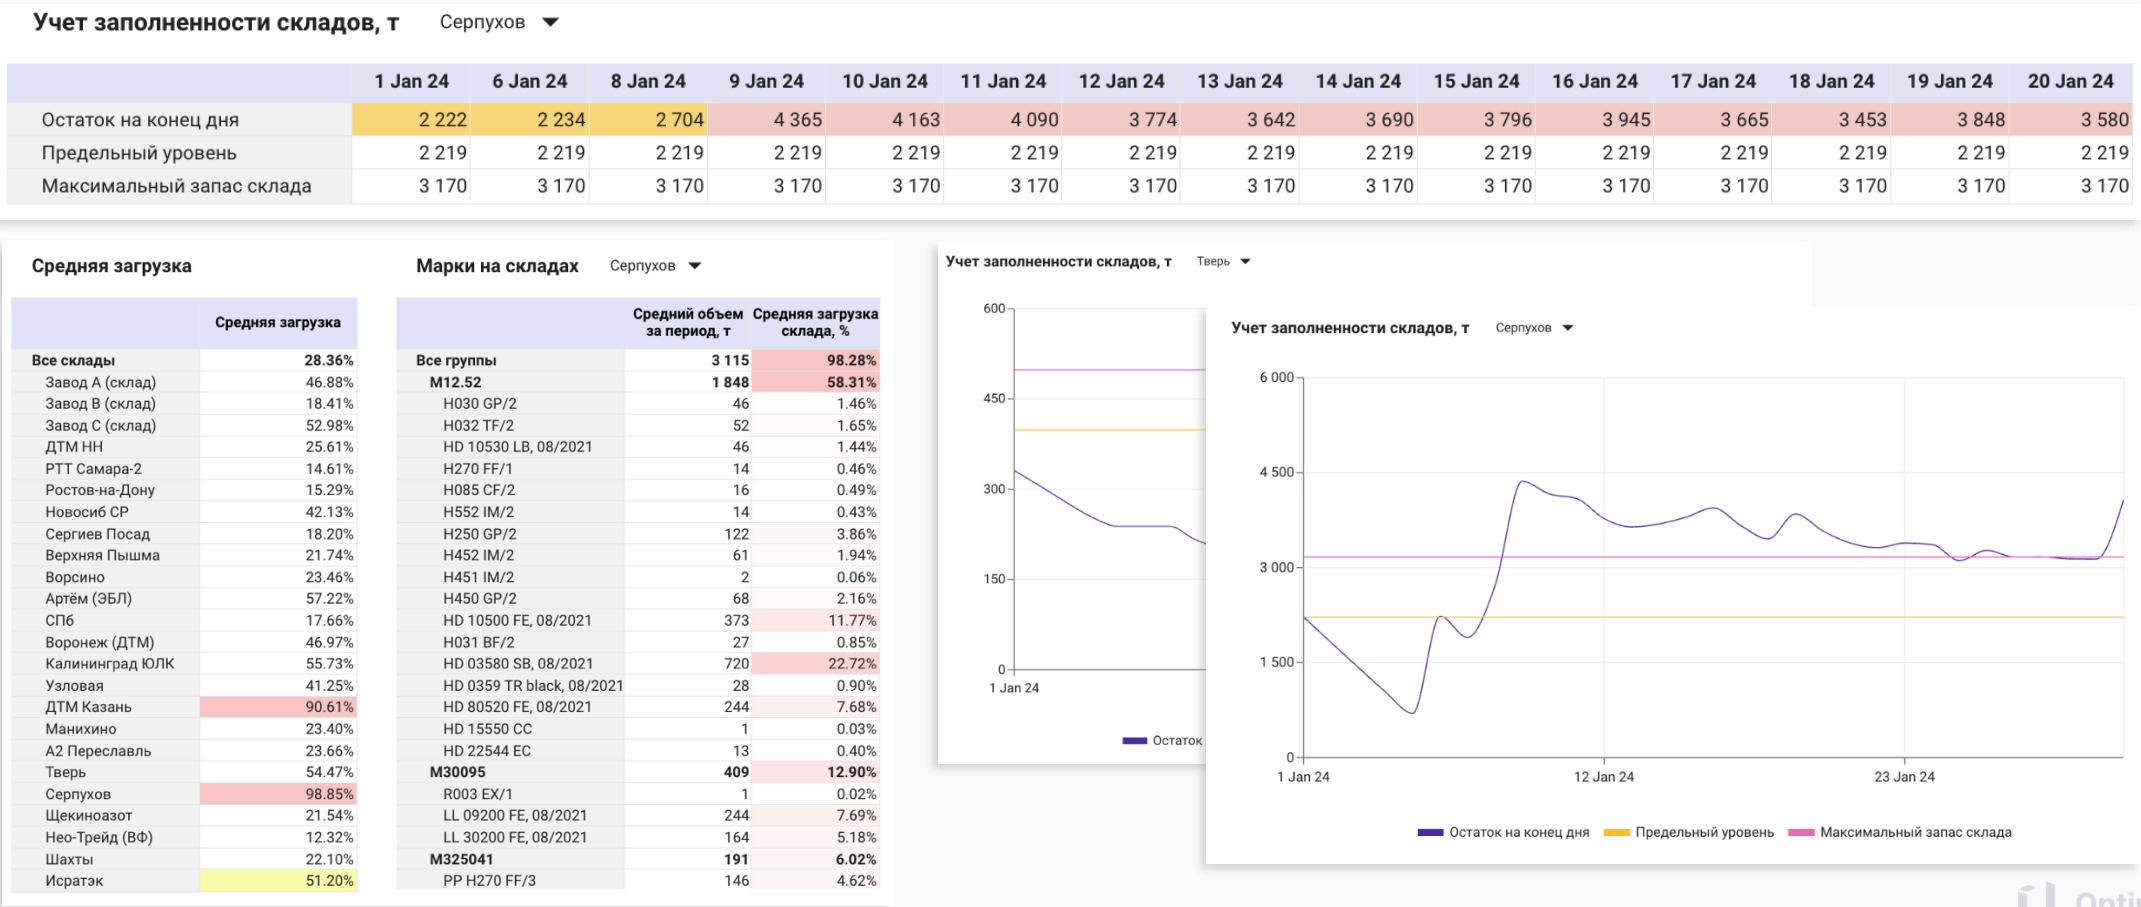 Учет заполненности складов, т Серпухов
1 Jan 24 6 Jan 24 8 Jan 24 9 Jan 24 10 Jan 24 11 Jan 24 12 Jan 24 13 Jan 24 14 Jan 24 15 Jan 24 16 Jan 24 17 Jan 24 18 Jan 24 19 Jan 24 20 Jan 24
Остаток на конец дня 2 222 2 234 2 704 4 365 4 163 4 090 3 774 3 642 3 690 3 796 3 945 3 665 3 453 3 848 3 580
Предельный уровень 2 219 2 219 2 219 2 219 2 219 2 219 2 219 2 219 2 219 2 219 2 219 2 219 2 219 2 219 2 219
Максимальный запас склада 3 170 3 170 3 170 3 170 3 170 3 170 3 170 3 170 3 170 3 170 3 170 3 170 3 170 3 170 3 170
Средняя загрузка
Средняя загрузка
Все склады 28.36%
Завод А (склад) 46.88%
Завод В (склад) 18.41%
Завод С (склад) 52.98%
ДТМ НН 25.61%
РТТ Самара-2 14.61%
Ростов-на-Дону 15.29%
Новосиб СР 42.13%
Сергиев Посад 18.20%
Верхняя Пышма 21.74%
Ворсино 23.46%
Артём (ЭБЛ) 57.22%
СПб 17.66%
Воронеж (ДТМ) 46.97%
Калининград ЮЛК 55.73%
Узловая 41.25%
ДТМ Казань 90.61%
Манихино 23.40%
А2 Переславль 23.66%
Тверь 54.47%
Серпухов 98.85%
Щекиноазот 21.54%
Нео-Трейд (ВФ) 12.32%
Шахты 22.10%
Исратэк 51.20%
Марки на складах Серпухов
Средний объем Средняя загрузка
за период, т склада, %
Все группы 3 115 98.28%
M12.52 1 848 58.31%
H030 GP/2 46 1.46%
H032 TF/2 52 1.65%
HD 10530 LB, 08/2021 46 1.44%
H270 FF/1 14 0.46%
H085 CF/2 16 0.49%
H552 IM/2 14 0.43%
H250 GP/2 122 3.86%
H452 IM/2 61 1.94%
H451 IM/2 2 0.06%
H450 GP/2 68 2.16%
HD 10500 FE, 08/2021 373 11.77%
H031 BF/2 27 0.85%
HD 03580 SB, 08/2021 720 22.72%
HD 0359 TR black, 08/2021 28 0.90%
HD 80520 FE, 08/2021 244 7.68%
HD 15550 CC 1 0.03%
HD 22544 EC 13 0.40%
M30095 409 12.90%
R003 EX/1 1 0.02%
LL 09200 FE, 08/2021 244 7.69%
LL 30200 FE, 08/2021 164 5.18%
M325041 191 6.02%
PP H270 FF/3 146 4.62%
Учет заполненности складов, т Тверь
600
450
300
150
0
1 Jan 24
Остаток
Учет заполненности складов, т Серпухов
6 000
4 500
3 000
1 500
0
1 Jan 24 12 Jan 24 23 Jan 24
Остаток на конец дня Предельный уровень Максимальный запас склада